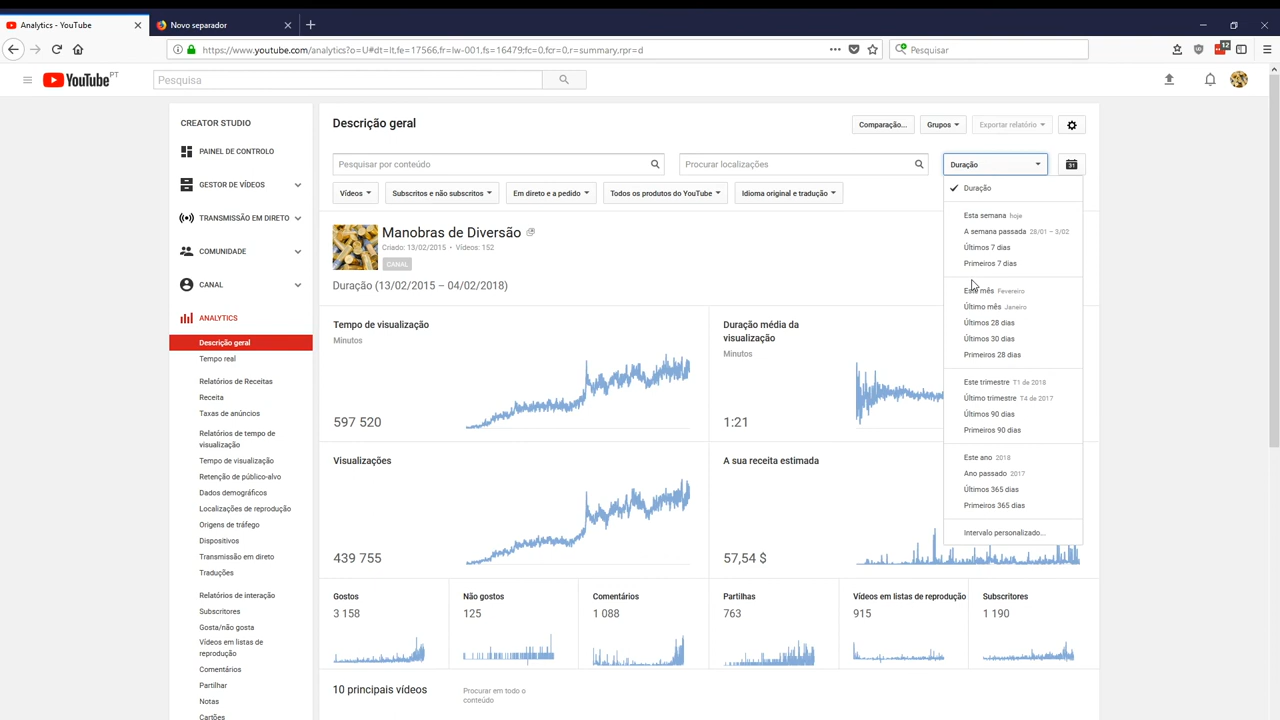 Analytics - YouTube
Novo separador
https://www.youtube.com/analytics?o=U#dt=lt,fe=17566,fr=lw-001,fs=16479;fc=0,fcr=0,r=summary,rpr=d
Pesquisar
12
YouTube PT
Pesquisa
CREATOR STUDIO
PAINEL DE CONTROLO
GESTOR DE VÍDEOS
TRANSMISSÃO EM DIRETO
COMUNIDADE
CANAL
ANALYTICS
Descrição geral
Tempo real
Relatórios de Receitas
Receita
Taxas de anúncios
Relatórios de tempo de
visualização
Tempo de visualização
Retenção de público-alvo
Dados demográficos
Localizações de reprodução
Origens de tráfego
Dispositivos
Transmissão em direto
Traduções
Relatórios de interação
Subscritores
Gosta/não gosta
Vídeos em listas de
reprodução
Comentários
Partilhar
Notas
Cartões
Descrição geral
Comparação...
Grupos
Exportar relatório
Pesquisar por conteúdo
Procurar localizações
Duração
31
Vídeos
Subscritos e não subscritos
Em direto e a pedido
Todos os produtos do YouTube
Idioma original e tradução
Manobras de Diversão
Criado: 13/02/2015 • Vídeos: 152
CANAL
Duração (13/02/2015 – 04/02/2018)
Duração
Esta semana hoje
A semana passada 28/01 – 3/02
Últimos 7 dias
Primeiros 7 dias
Este mês Fevereiro
Último mês Janeiro
Últimos 28 dias
Últimos 30 dias
Primeiros 28 dias
Este trimestre T1 de 2018
Último trimestre T4 de 2017
Últimos 90 dias
Primeiros 90 dias
Este ano 2018
Ano passado 2017
Últimos 365 dias
Primeiros 365 dias
Intervalo personalizado...
Tempo de visualização
Minutos
597 520
Duração média da
visualização
Minutos
1:21
Visualizações
439 755
A sua receita estimada
57,54 $
Gostos
3 158
Não gostos
125
Comentários
1 088
Partilhas
763
Vídeos em listas de reprodução
915
Subscritores
1 190
10 principais vídeos
Procurar em todo o
conteúdo